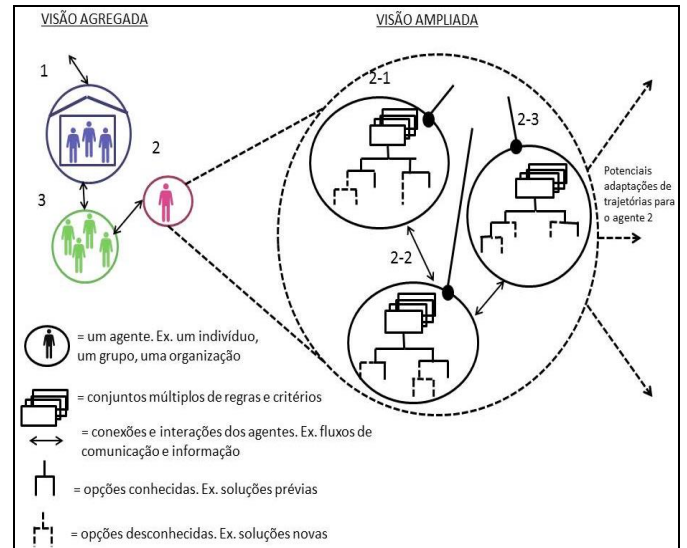 VISÃO AGREGADA
VISÃO AMPLIADA
1
2
3
2-1
2-3
2-2
Potenciais
adaptações de
trajetórias para
o agente 2
= um agente. Ex. um indivíduo,
um grupo, uma organização
= conjuntos múltiplos de regras e critérios
= conexões e interações dos agentes. Ex. fluxos de
comunicação e informação
= opções conhecidas. Ex. soluções prévias
= opções desconhecidas. Ex. soluções novas